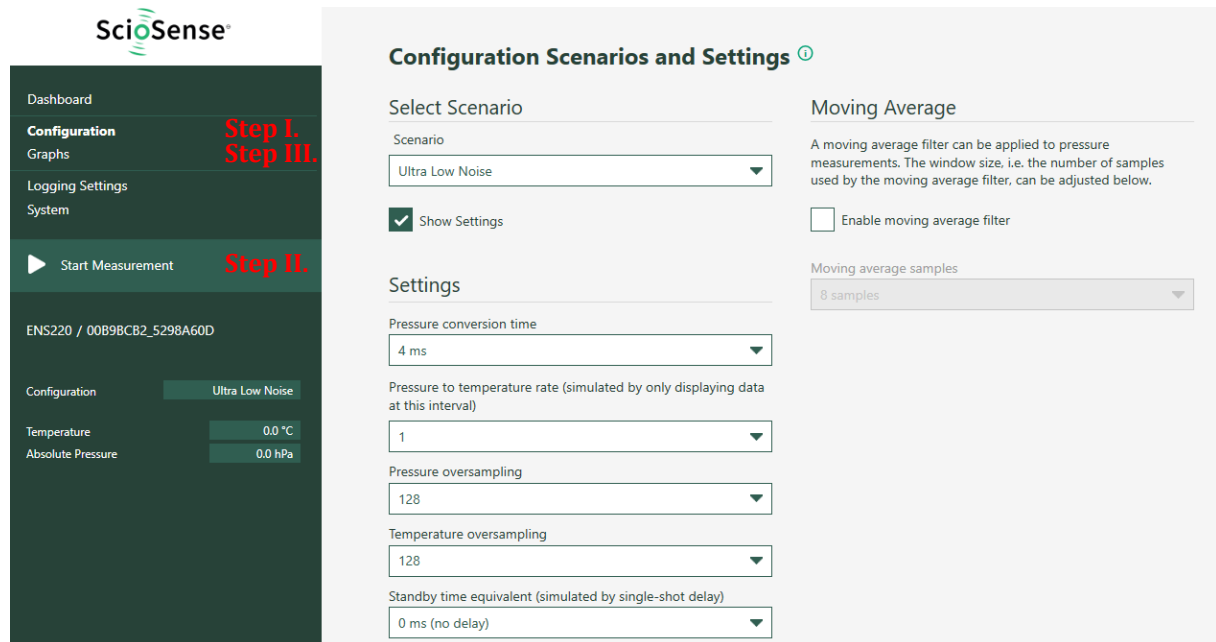 ScioSense®
Dashboard
Configuration Step I.
Graphs Step III.
Logging Settings
System
Start Measurement Step II.
ENS220 / 00B9BCB2_5298A60D
Configuration Ultra Low Noise
Temperature 0.0 °C
Absolute Pressure 0.0 hPa
Configuration Scenarios and Settings
Select Scenario
Scenario
Ultra Low Noise
Show Settings
Settings
Pressure conversion time
4 ms
Pressure to temperature rate (simulated by only displaying data
at this interval)
1
Pressure oversampling
128
Temperature oversampling
128
Standby time equivalent (simulated by single-shot delay)
0 ms (no delay)
Moving Average
A moving average filter can be applied to pressure
measurements. The window size, i.e. the number of samples
used by the moving average filter, can be adjusted below.
Enable moving average filter
Moving average samples
8 samples